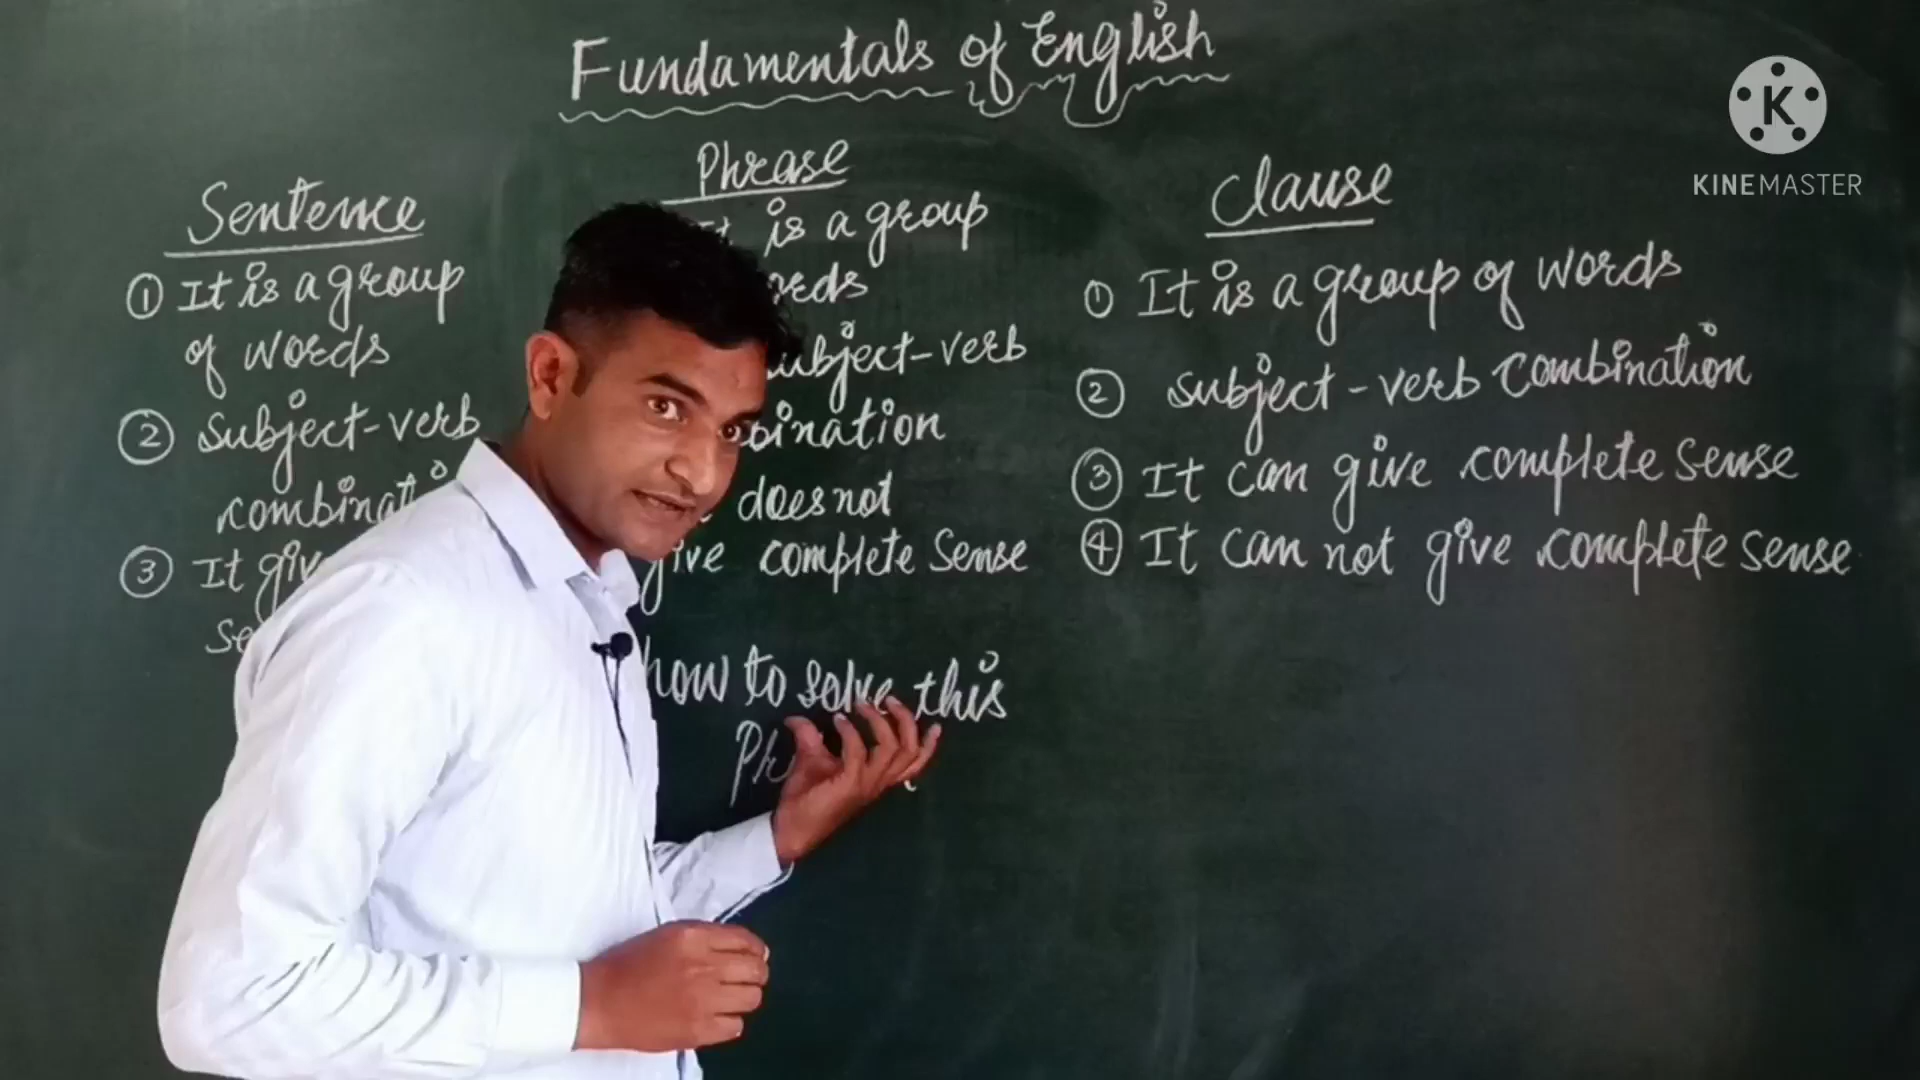 Fundamentals of English
KINEMASTER
Sentence
① It is a group
of words
② Subject-verb
combinati
③ It giv
se
Phrase
It is a group
words
subject-verb
bination
does not
give complete Sense
how to solve this
Clause
① It is a group of words
② subject-verb combination
③ It can give complete sense
④ It can not give complete sense